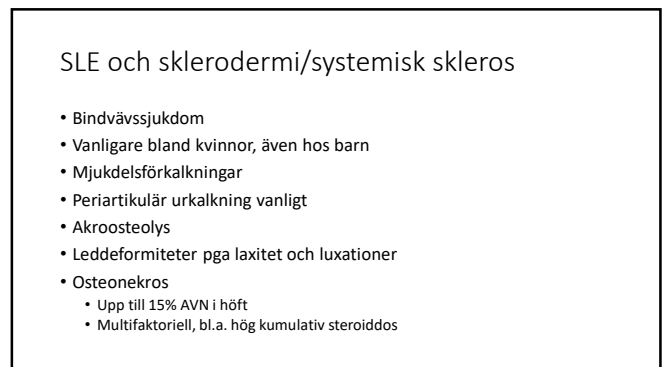 SLE och sklerodermi/systemisk skleros
• Bindvävssjukdom
• Vanligare bland kvinnor, även hos barn
• Mjukdelsförkalkningar
• Periartikulär urkalkning vanligt
• Akroosteolys
• Leddeformiteter pga laxitet och luxationer
• Osteonekros
• Upp till 15% AVN i höft
• Multifaktoriell, bl.a. hög kumulativ steroiddos